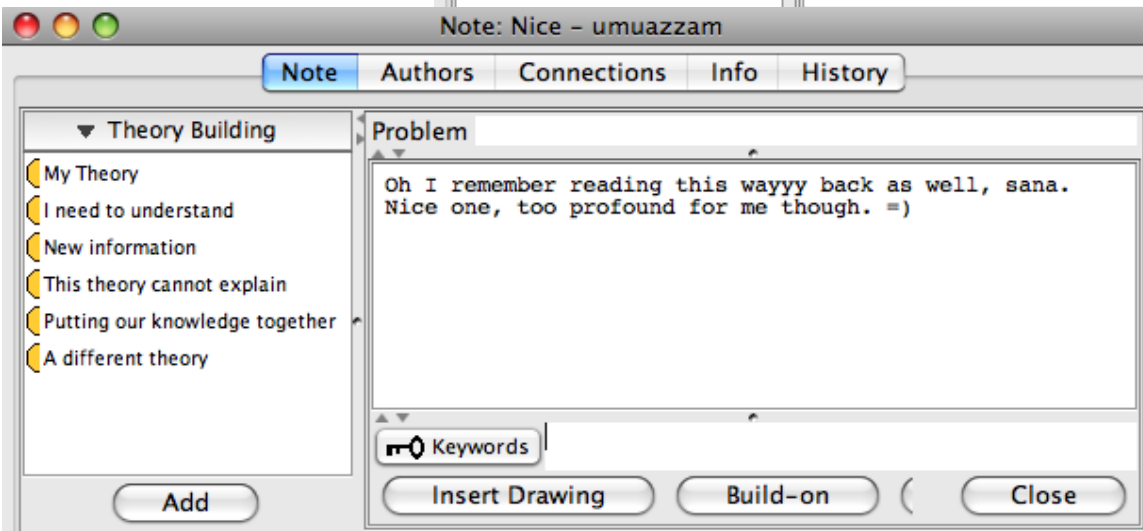 Note: Nice – umuazzam
Note Authors Connections Info History
Theory Building
My Theory
I need to understand
New information
This theory cannot explain
Putting our knowledge together
A different theory
Add
Problem
Oh I remember reading this wayyy back as well, sana.
Nice one, too profound for me though. =)
Keywords
Insert Drawing Build-on Close